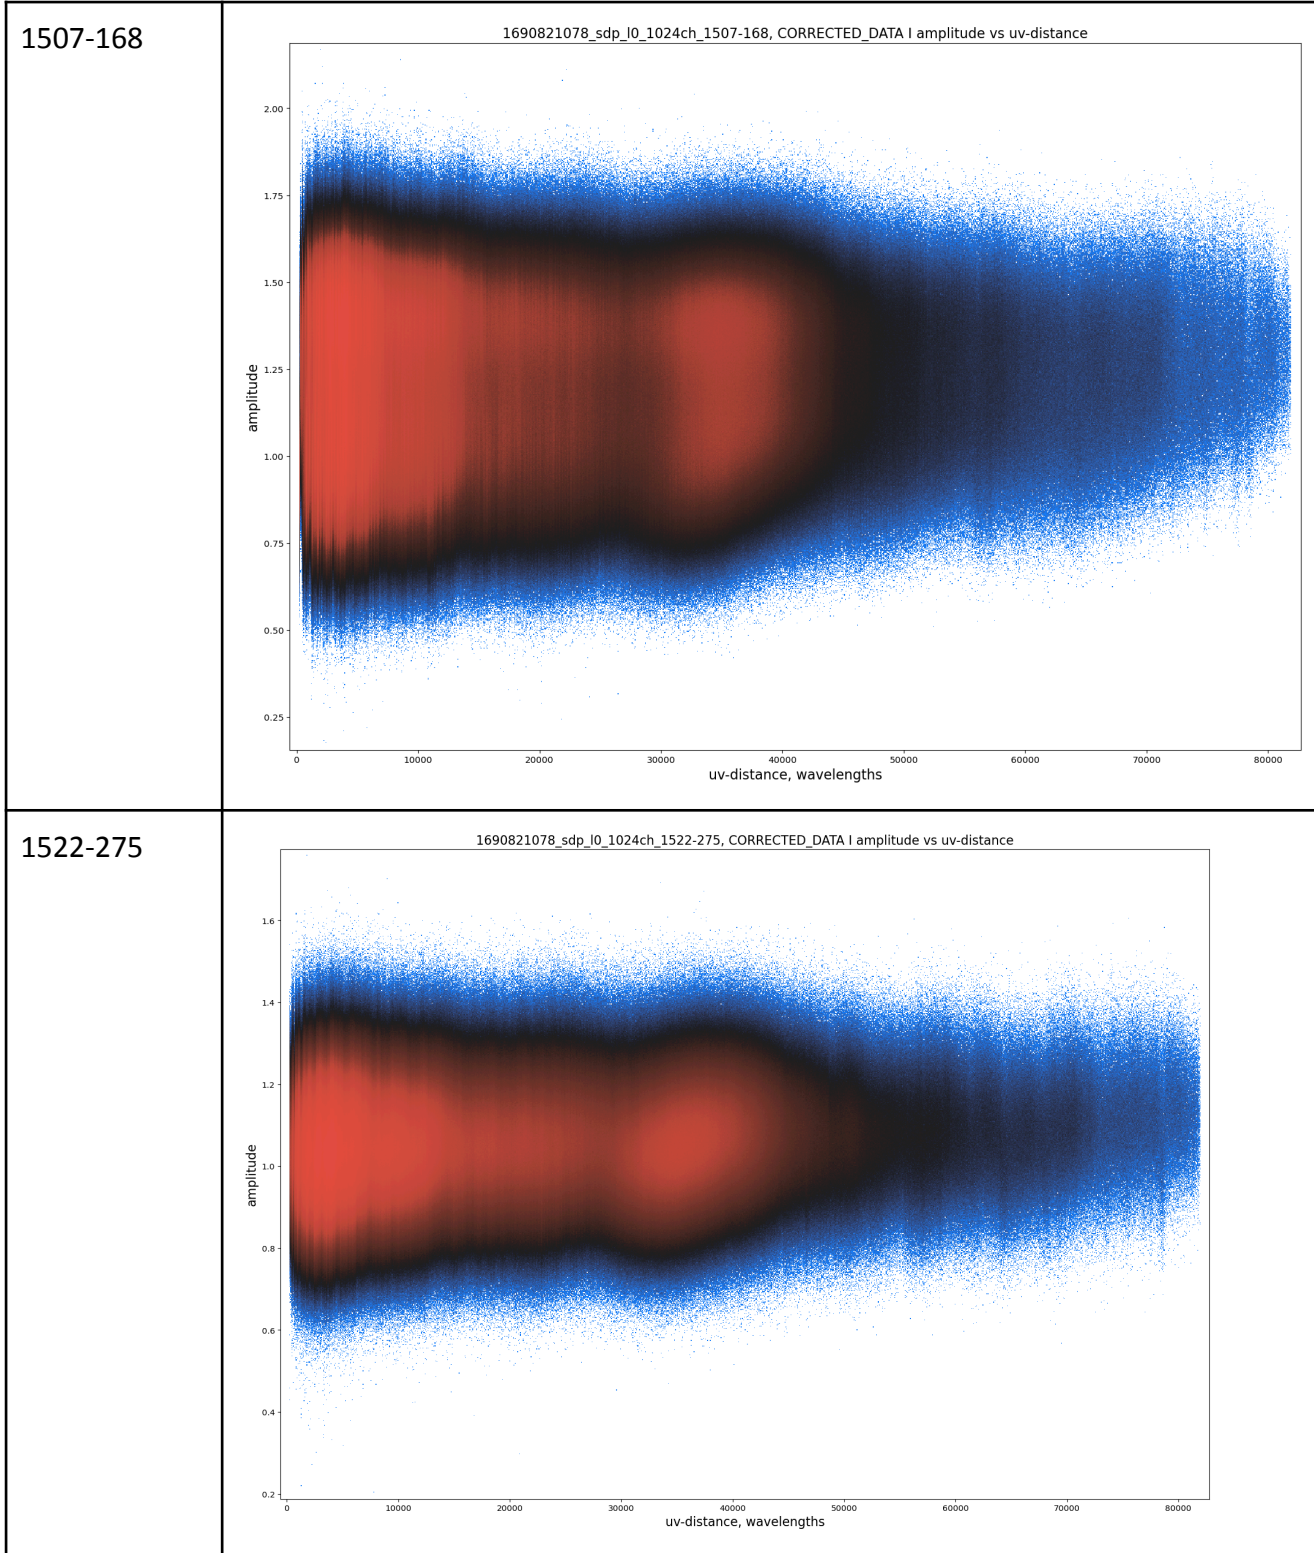 1507-168
1690821078_sdp_l0_1024ch_1507-168, CORRECTED_DATA I amplitude vs uv-distance
2.00
1.75
1.50
1.25
1.00
0.75
0.50
0.25
amplitude
0 10000 20000 30000 40000 50000 60000 70000 80000
uv-distance, wavelengths
1522-275
1690821078_sdp_l0_1024ch_1522-275, CORRECTED_DATA I amplitude vs uv-distance
1.6
1.4
1.2
1.0
0.8
0.6
0.4
0.2
amplitude
0 10000 20000 30000 40000 50000 60000 70000 80000
uv-distance, wavelengths